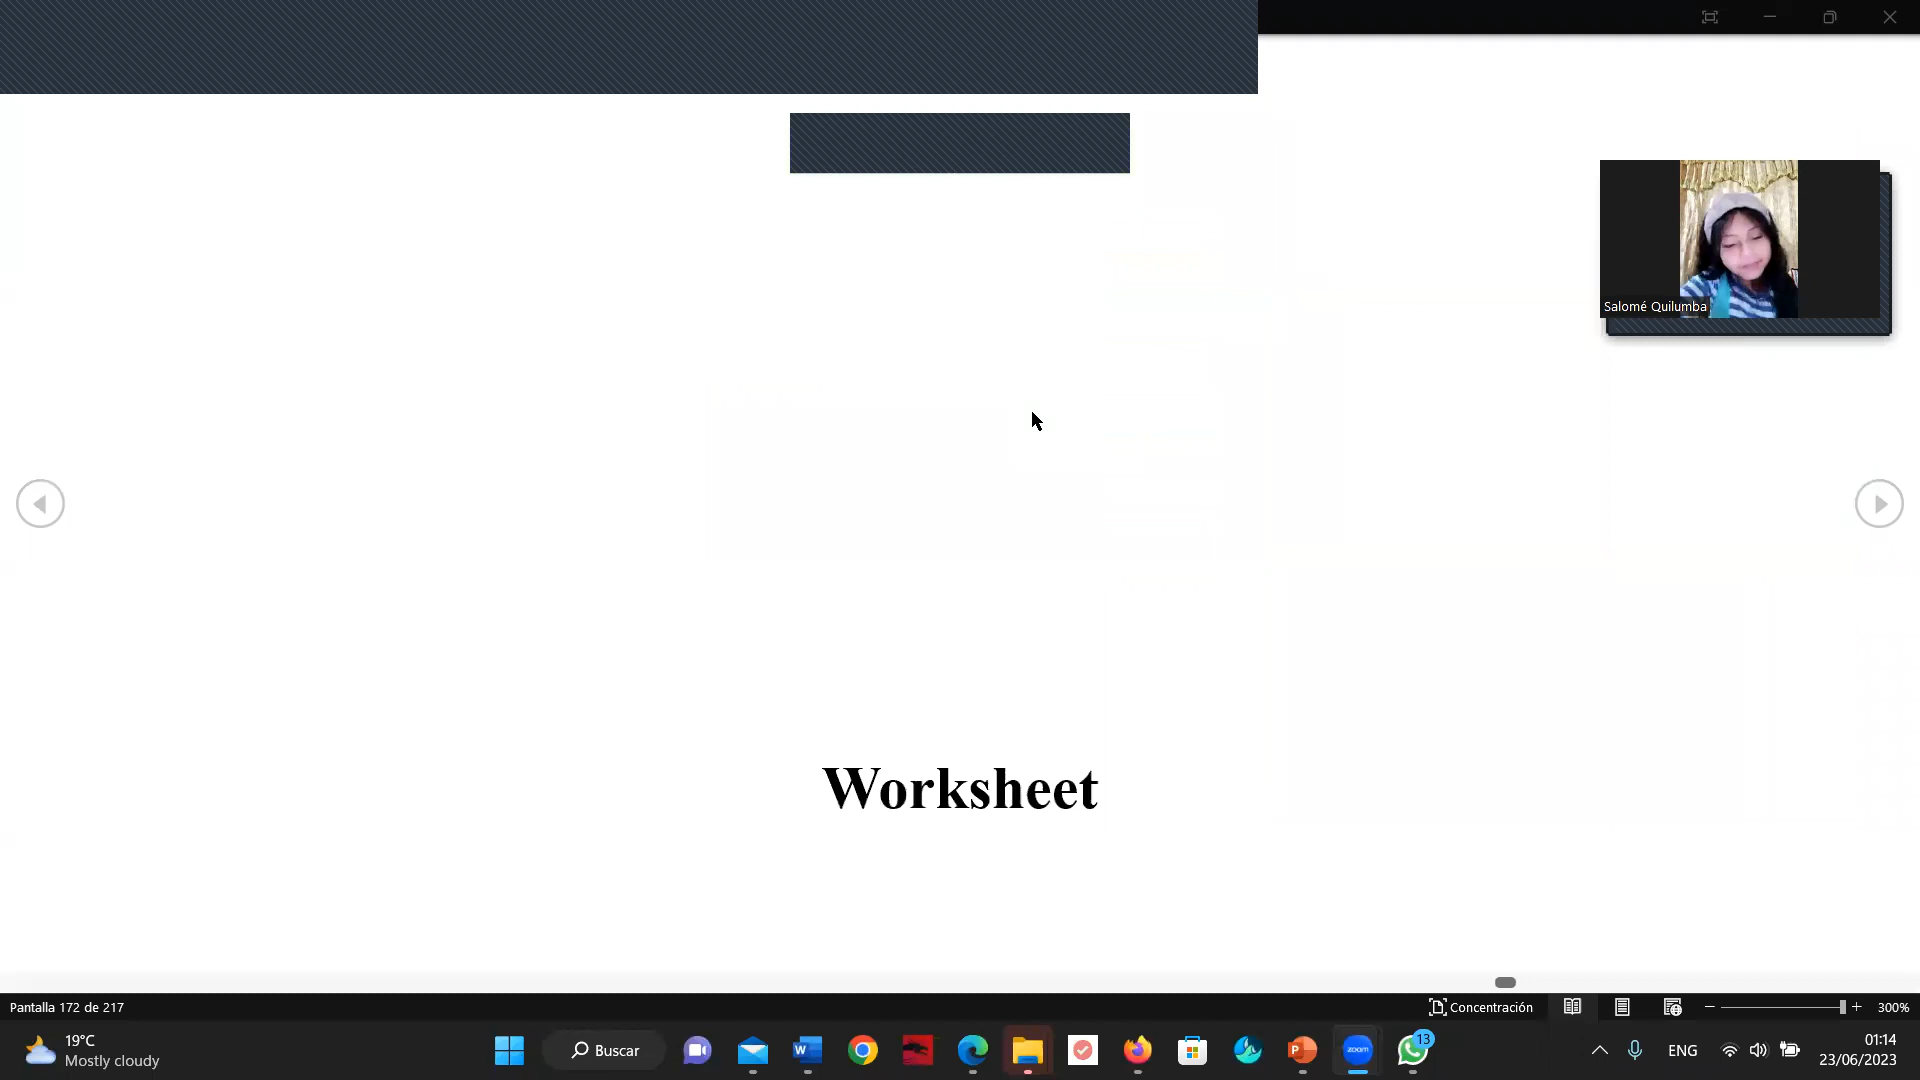 Salomé Quilumba
Worksheet
Pantalla 172 de 217
Concentración
300%
19°C
Mostly cloudy
Buscar
W
P
zoom
13
ENG
01:14
23/06/2023